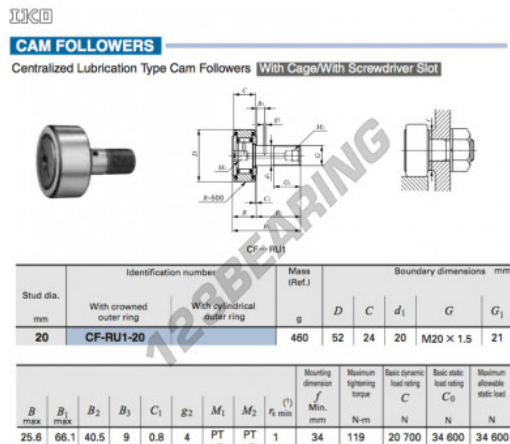 IKO
CAM FOLLOWERS
Centralized Lubrication Type Cam Followers With Cage/With Screwdriver Slot
C
D
G
G1
R=500
B
123BEARING
CF-RU1
Stud dia.
mm
Identification number
With crowned outer ring
With cylindrical outer ring
Mass (Ref.)
g
Boundary dimensions mm
D C d1 G G1
20 CF-RU1-20 460 52 24 20 M20 × 1.5 21
B max
B1 max
B2 B3 C1 g2 M1 M2
(*) rs min
Mounting dimension f Min. mm
Maximum tightening torque N-m
Basic dynamic load rating C N
Basic static load rating C0 N
Maximum allowable static load N
25.6 66.1 40.5 9 0.8 4 PT PT 1 34 119 20 700 34 600 34 600